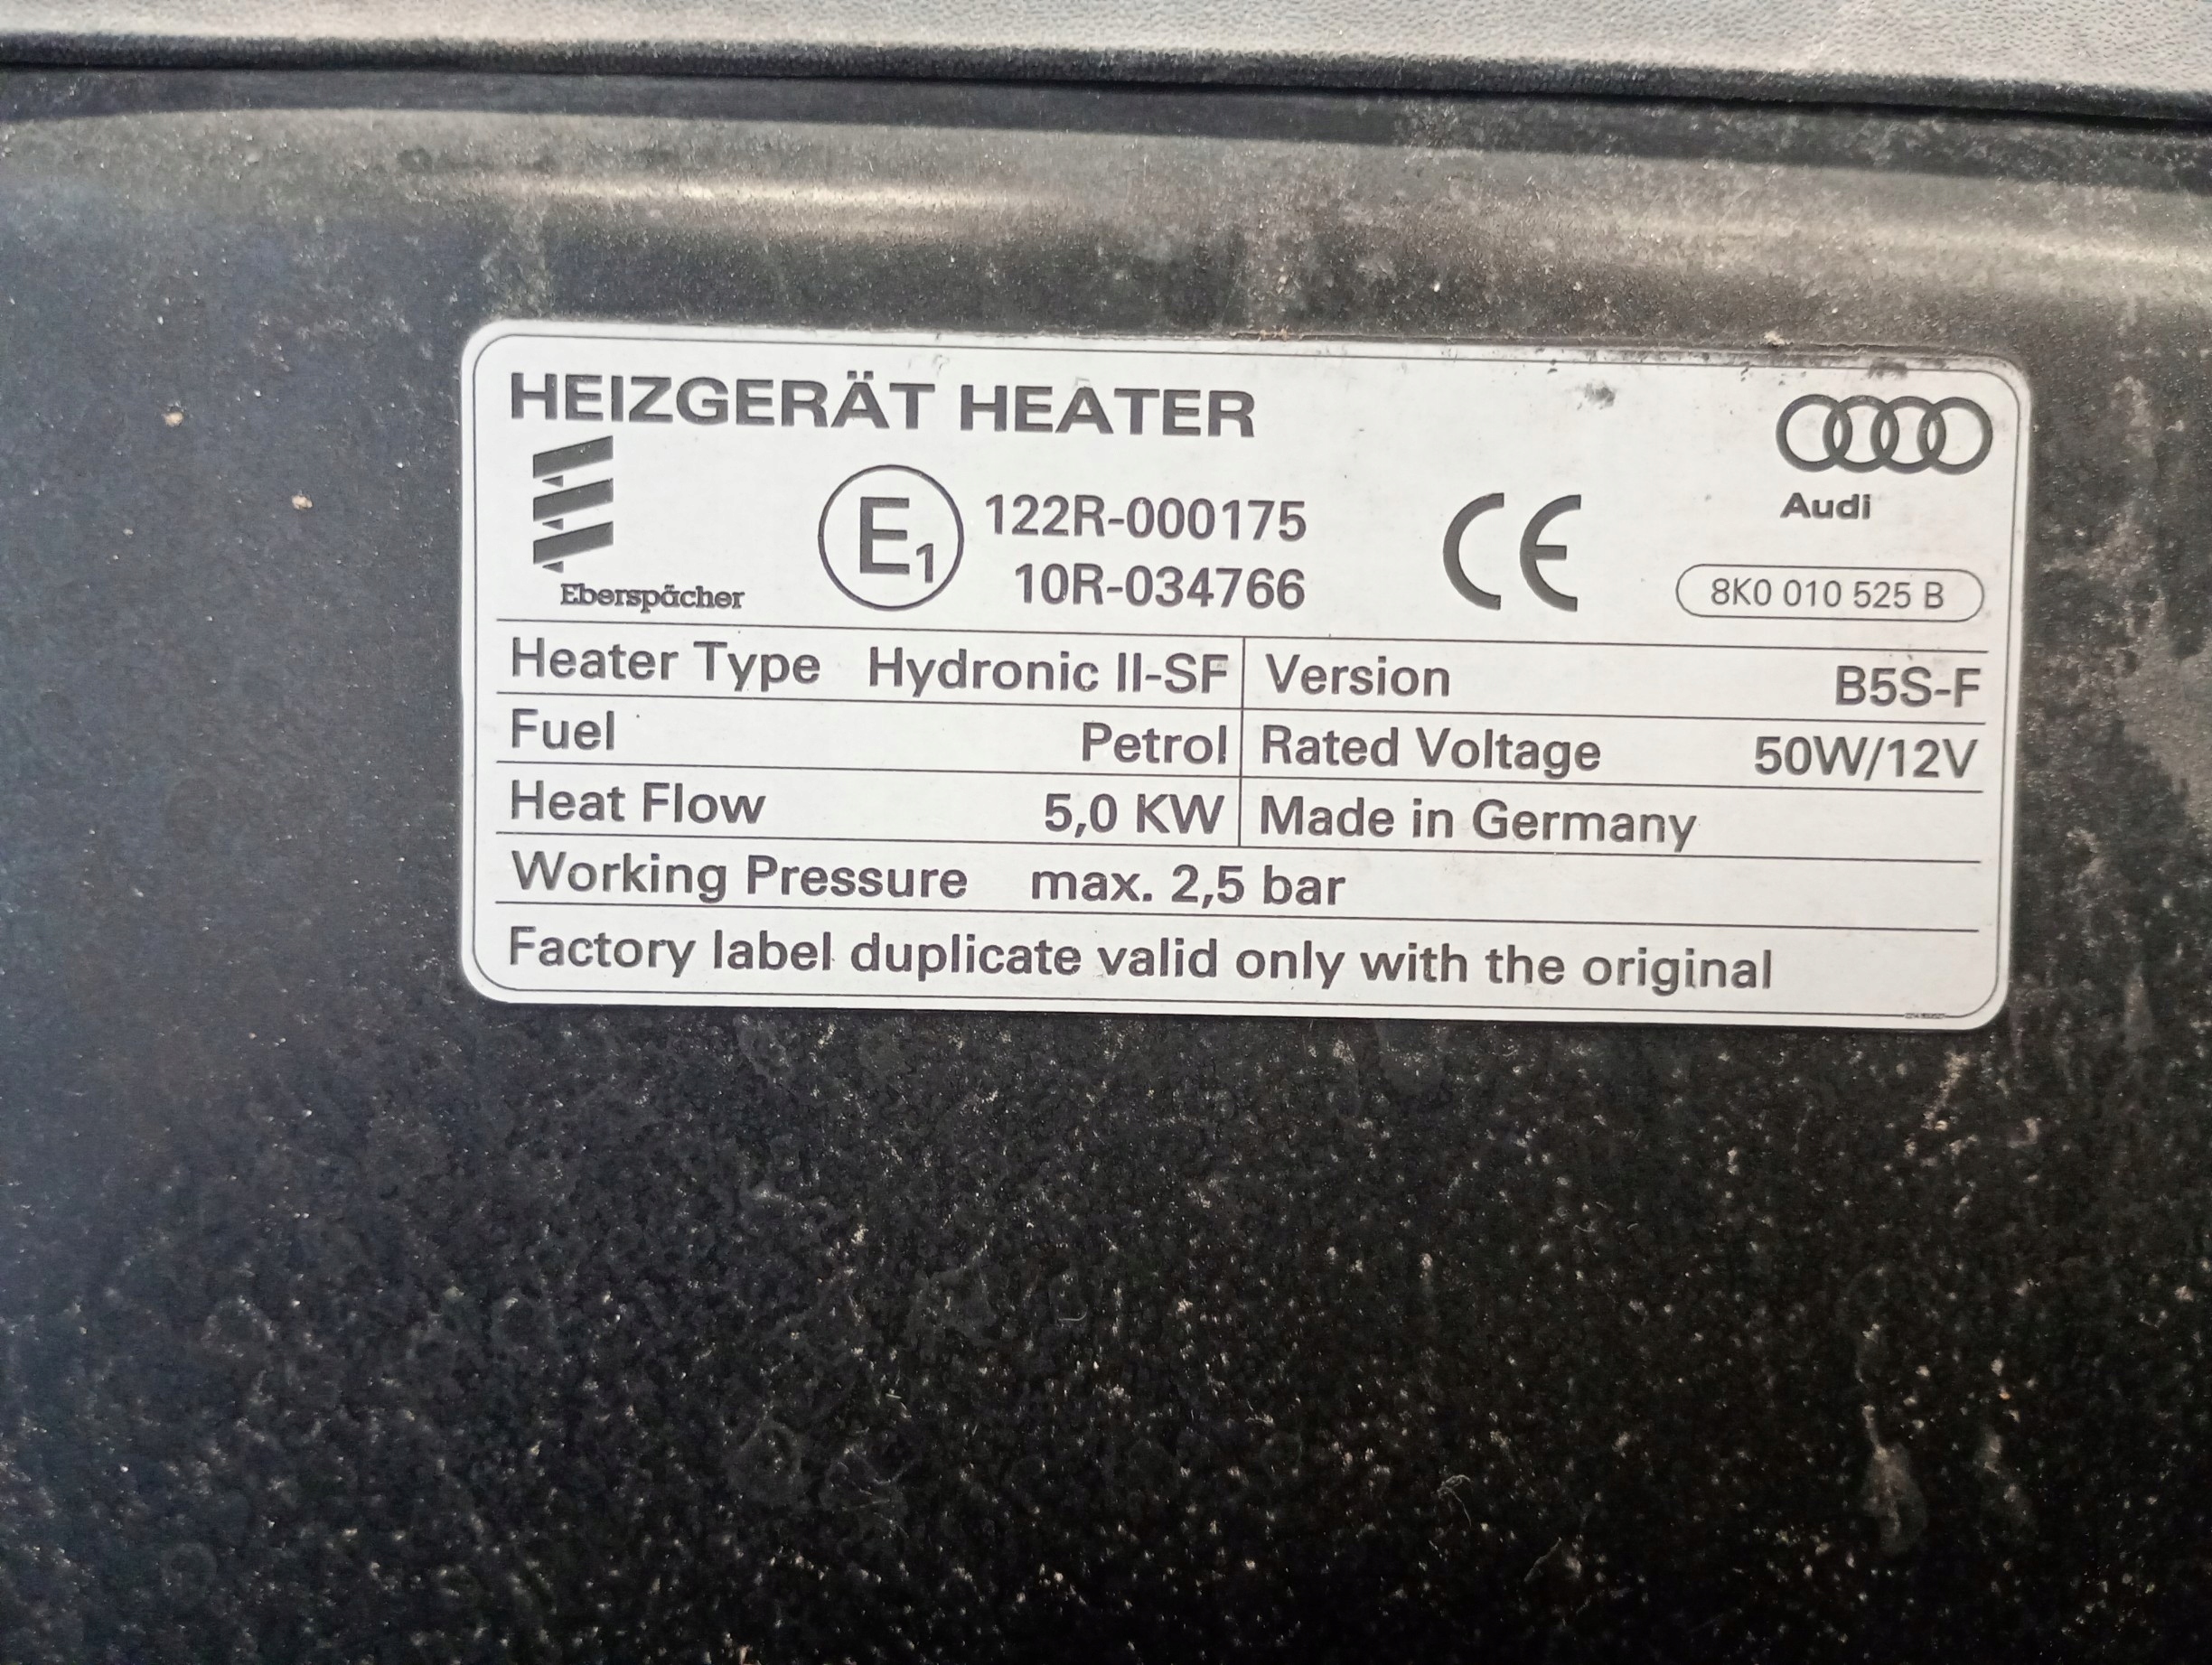 HEIZGERÄT HEATER
Audi
Eberspächer
E1
122R-000175
10R-034766
CE
8K0 010 525 B
Heater Type Hydronic II-SF Version B5S-F
Fuel Petrol Rated Voltage 50W/12V
Heat Flow 5,0 KW Made in Germany
Working Pressure max. 2,5 bar
Factory label duplicate valid only with the original